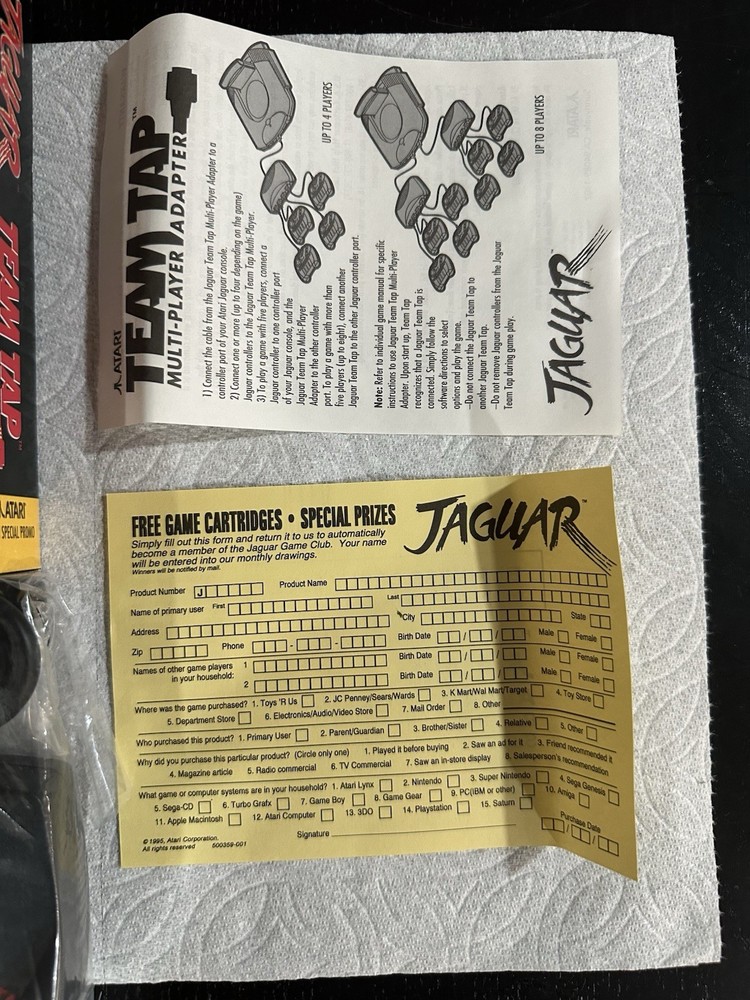 JAGUAR
TEAM TAP
ATARI
SPECIAL PROMO
ATARI
TEAM TAP™
MULTI-PLAYER ADAPTER
1) Connect the cable from the Jaguar Team Tap Multi-Player Adapter to a
controller port of your Atari Jaguar console.
2) Connect one or more (up to four depending on the game)
Jaguar controllers to the Jaguar Team Tap Multi-Player.
3) To play a game with five players, connect a
Jaguar controller to one controller port
of your Jaguar console, and the
Jaguar Team Tap Multi-Player
Adapter to the other controller
port. To play a game with more than
five players (up to eight), connect another
Jaguar Team Tap to the other Jaguar controller port.
UP TO 4 PLAYERS
Note: Refer to individual game manual for specific
instructions to use Jaguar Team Tap Multi-Player
Adapter. Upon start up, Team Tap
recognizes that a Jaguar Team Tap is
connected. Simply follow the
software directions to select
options and play the game.
–Do not connect the Jaguar Team Tap to
another Jaguar Team Tap.
–Do not remove Jaguar controllers from the
Team Tap during game play.
UP TO 8 PLAYERS
JAGUAR
FREE GAME CARTRIDGES • SPECIAL PRIZES
Simply fill out this form and return it to us to automatically
become a member of the Jaguar Game Club. Your name
will be entered into our monthly drawings.
Winners will be notified by mail.
JAGUAR™
Product Number J Product Name
Name of primary user First Last
Address City State
Zip Phone - - Birth Date / / Male Female
Names of other game players 1 Birth Date / / Male Female
in your household: 2 Birth Date / / Male Female
Where was the game purchased? 1. Toys 'R Us 2. JC Penney/Sears/Wards 3. K Mart/Wal Mart/Target 4. Toy Store
5. Department Store 6. Electronics/Audio/Video Store 7. Mail Order 8. Other
Who purchased this product? 1. Primary User 2. Parent/Guardian 3. Brother/Sister 4. Relative 5. Other
Why did you purchase this particular product? (Circle only one) 1. Played it before buying 2. Saw an ad for it 3. Friend recommended it
4. Magazine article 5. Radio commercial 6. TV Commercial 7. Saw an in-store display 8. Salesperson's recommendation
What game or computer systems are in your household? 1. Atari Lynx 2. Nintendo 3. Super Nintendo 4. Sega Genesis
5. Sega-CD 6. Turbo Grafx 7. Game Boy 8. Game Gear 9. PC(IBM or other) 10. Amiga
11. Apple Macintosh 12. Atari Computer 13. 3DO 14. Playstation 15. Saturn
Purchase Date
/ /
Signature
© 1995, Atari Corporation.
All rights reserved 600359-001